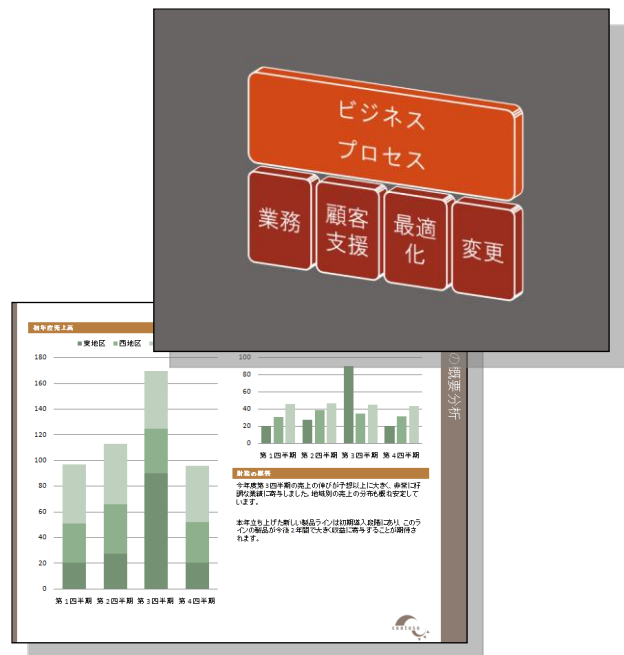 ビジネス
プロセス
業務
顧客
支援
最適
化
変更
初年度売上高
■東地区 ■西地区
180
160
140
120
100
80
60
40
20
0
第1四半期 第2四半期 第3四半期 第4四半期
100
80
60
40
20
0
第1四半期 第2四半期 第3四半期 第4四半期
の概要分析
今年度第3四半期の売上の伸びが予想以上に大きく、非常に好
調な業績に寄与しました。地域別の売上の分布も概ね安定して
います。
本年立ち上げた新しい製品ラインは初期導入段階にあり、このラ
インの製品が今後2年間で大きく収益に寄与することが期待さ
れます。
contoso